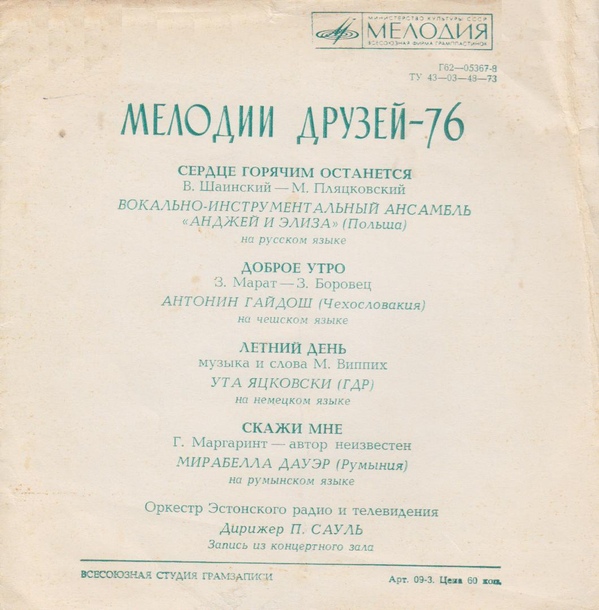 МИНИСТЕРСТВО КУЛЬТУРЫ СССР
МЕЛОДИЯ
ВСЕСОЮЗНАЯ ФИРМА ГРАМПЛАСТИНОК
Г62—05367-8
ТУ 43—03—48—73
МЕЛОДИИ ДРУЗЕЙ-76
СЕРДЦЕ ГОРЯЧИМ ОСТАНЕТСЯ
В. Шаинский — М. Пляцковский
ВОКАЛЬНО-ИНСТРУМЕНТАЛЬНЫЙ АНСАМБЛЬ
«АНДЖЕЙ И ЭЛИЗА» (Польша)
на русском языке
ДОБРОЕ УТРО
З. Марат — З. Боровец
АНТОНИН ГАЙДОШ (Чехословакия)
на чешском языке
ЛЕТНИЙ ДЕНЬ
музыка и слова М. Виппих
УТА ЯЦКОВСКИ (ГДР)
на немецком языке
СКАЖИ МНЕ
Г. Маргаринт — автор неизвестен
МИРАБЕЛЛА ДАУЭР (Румыния)
на румынском языке
Оркестр Эстонского радио и телевидения
Дирижер П. САУЛЬ
Запись из концертного зала
ВСЕСОЮЗНАЯ СТУДИЯ ГРАМЗАПИСИ
Арт. 09-3. Цена 60 коп.